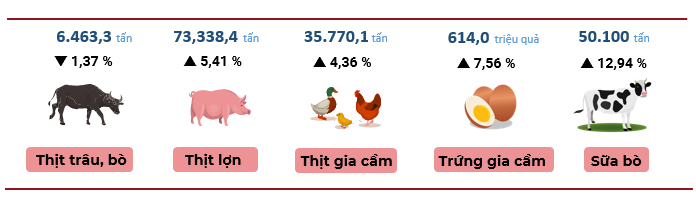 6.463,3 tấn
73,338,4 tấn
35.770,1 tấn
614,0 triệu quả
50.100 tấn
▼ 1,37 %
▲ 5,41 %
▲ 4,36 %
▲ 7,56 %
▲ 12,94 %
Thịt trâu, bò
Thịt lợn
Thịt gia cầm
Trứng gia cầm
Sữa bò